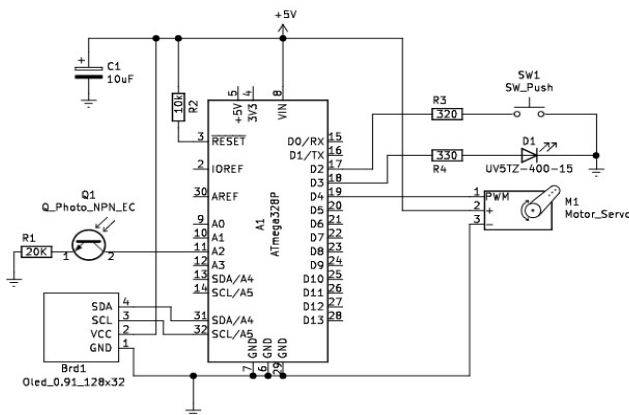 +5V
C1
10uF
R2
10k
5
4
8
+5V
3V3
VIN
3
RESET
2
IOREF
30
AREF
9
A0
10
A1
11
A2
12
A3
13
SDA/A4
14
SCL/A5
31
SDA/A4
32
SCL/A5
A1
ATmega328P
D0/RX
15
D1/TX
16
D2
17
D3
18
D4
19
D5
20
D6
21
D7
22
D8
23
D9
24
D10
25
D11
26
D12
27
D13
28
GND
GND
GND
7
6
29
R3
320
SW1
SW_Push
R4
330
D1
UV5TZ-400-15
1
PWM
2
+
3
-
M1
Motor_Servo
Q1
Q_Photo_NPN_EC
R1
20K
1
2
SDA 4
SCL 3
VCC 2
GND 1
Brd1
Oled_0.91_128x32